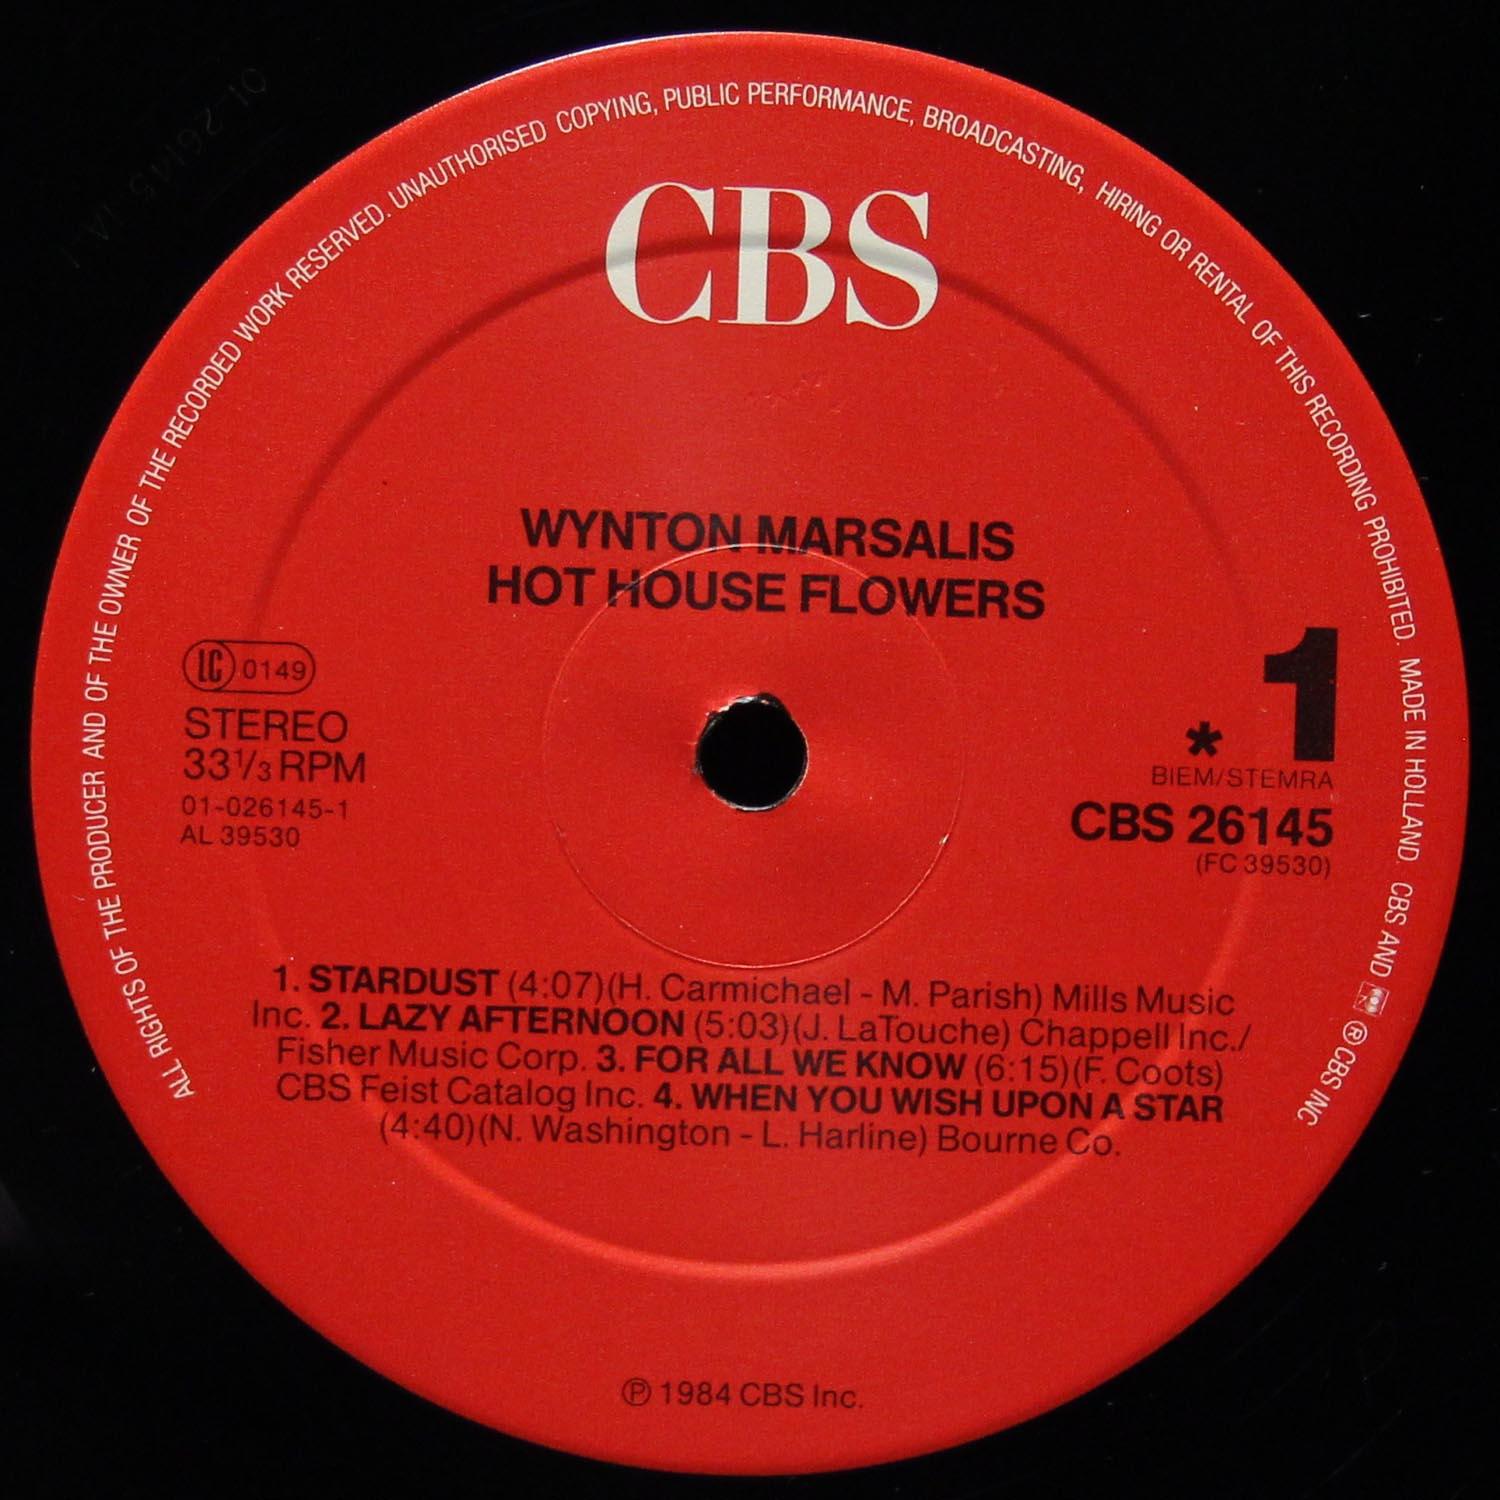 ALL RIGHTS OF THE PRODUCER AND OF THE OWNER OF THE RECORDED WORK RESERVED. UNAUTHORISED COPYING, PUBLIC PERFORMANCE, BROADCASTING, HIRING OR RENTAL OF THIS RECORDING PROHIBITED. MADE IN HOLLAND. CBS AND ® CBS INC
CBS
WYNTON MARSALIS
HOT HOUSE FLOWERS
LC 0149
STEREO
33 1/3 RPM
01-026145-1
AL 39530
1
*
BIEM/STEMRA
CBS 26145
(FC 39530)
1. STARDUST (4:07)(H. Carmichael - M. Parish) Mills Music
Inc. 2. LAZY AFTERNOON (5:03)(J. LaTouche) Chappell Inc./
Fisher Music Corp. 3. FOR ALL WE KNOW (6:15)(F. Coots)
CBS Feist Catalog Inc. 4. WHEN YOU WISH UPON A STAR
(4:40)(N. Washington - L. Harline) Bourne Co.
℗ 1984 CBS Inc.